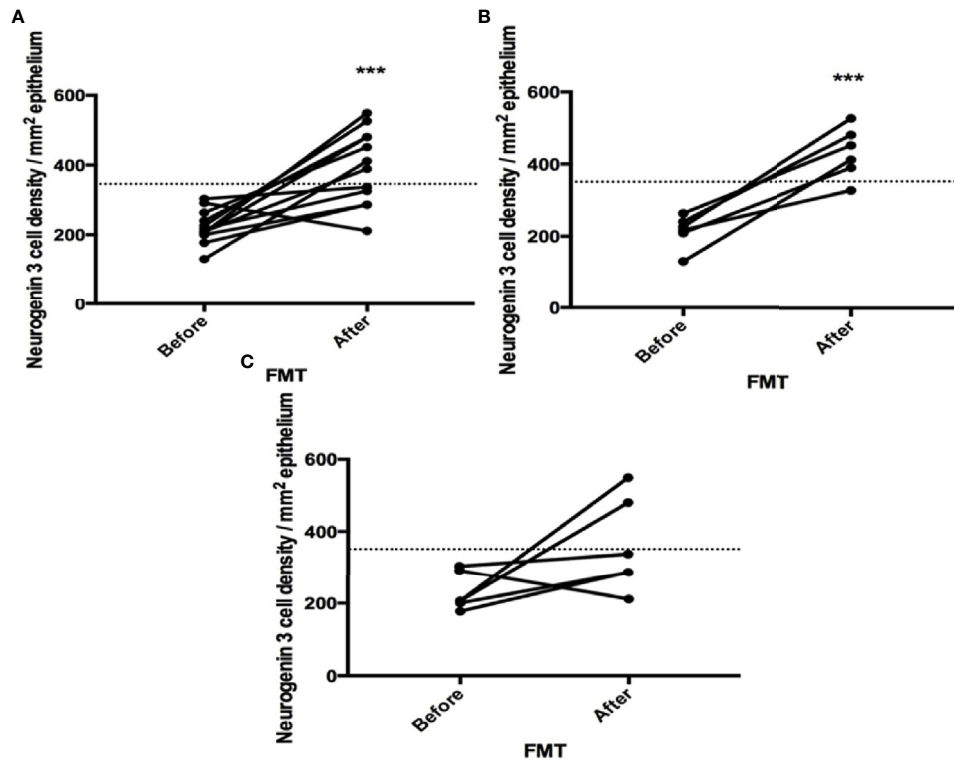 A
Neurogenin 3 cell density / mm² epithelium
***
600
400
200
0
Before
After
FMT
B
Neurogenin 3 cell density / mm² epithelium
***
600
400
200
0
Before
After
FMT
C
Neurogenin 3 cell density / mm² epithelium
600
400
200
0
Before
After
FMT